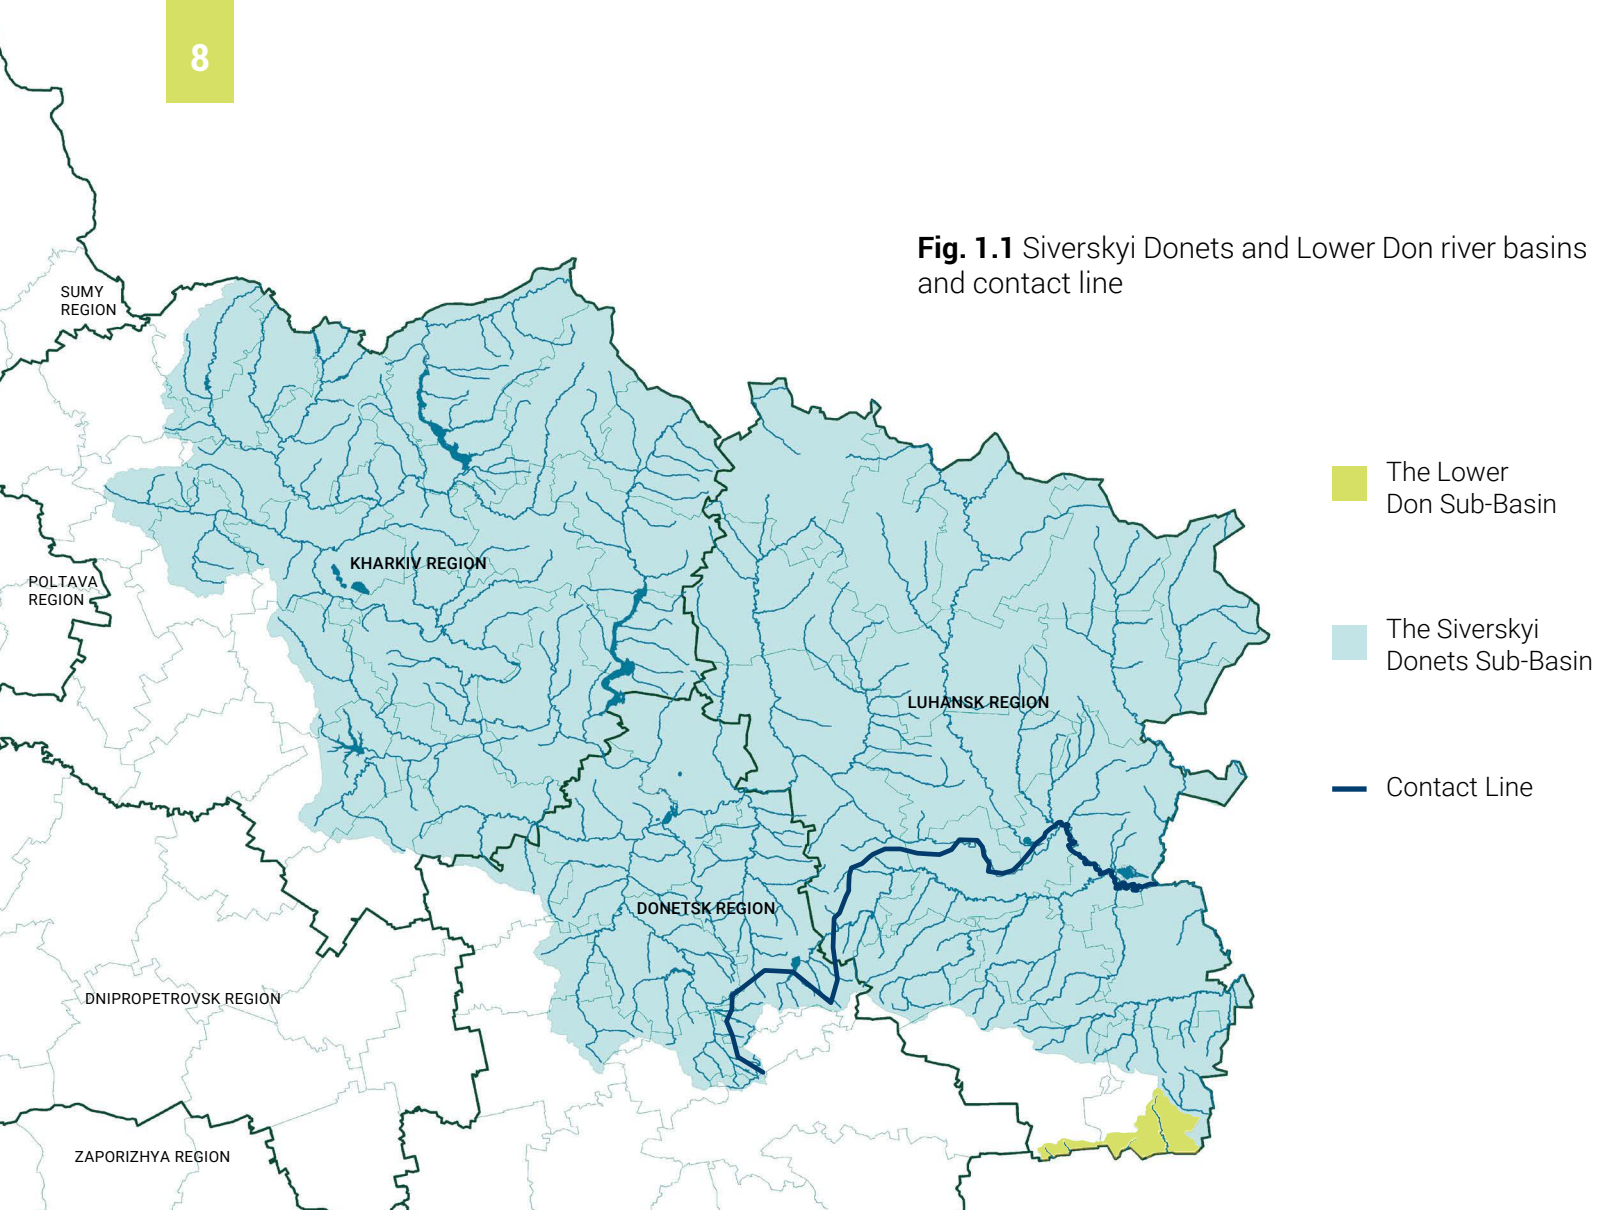 8
Fig. 1.1 Siverskyi Donets and Lower Don river basins
and contact line
SUMY
REGION
The Lower
Don Sub-Basin
KHARKIV REGION
POLTAVA
REGION
The Siverskyi
Donets Sub-Basin
LUHANSK REGION
Contact Line
DONETSK REGION
DNIPROPETROVSK REGION
ZAPORIZHYA REGION